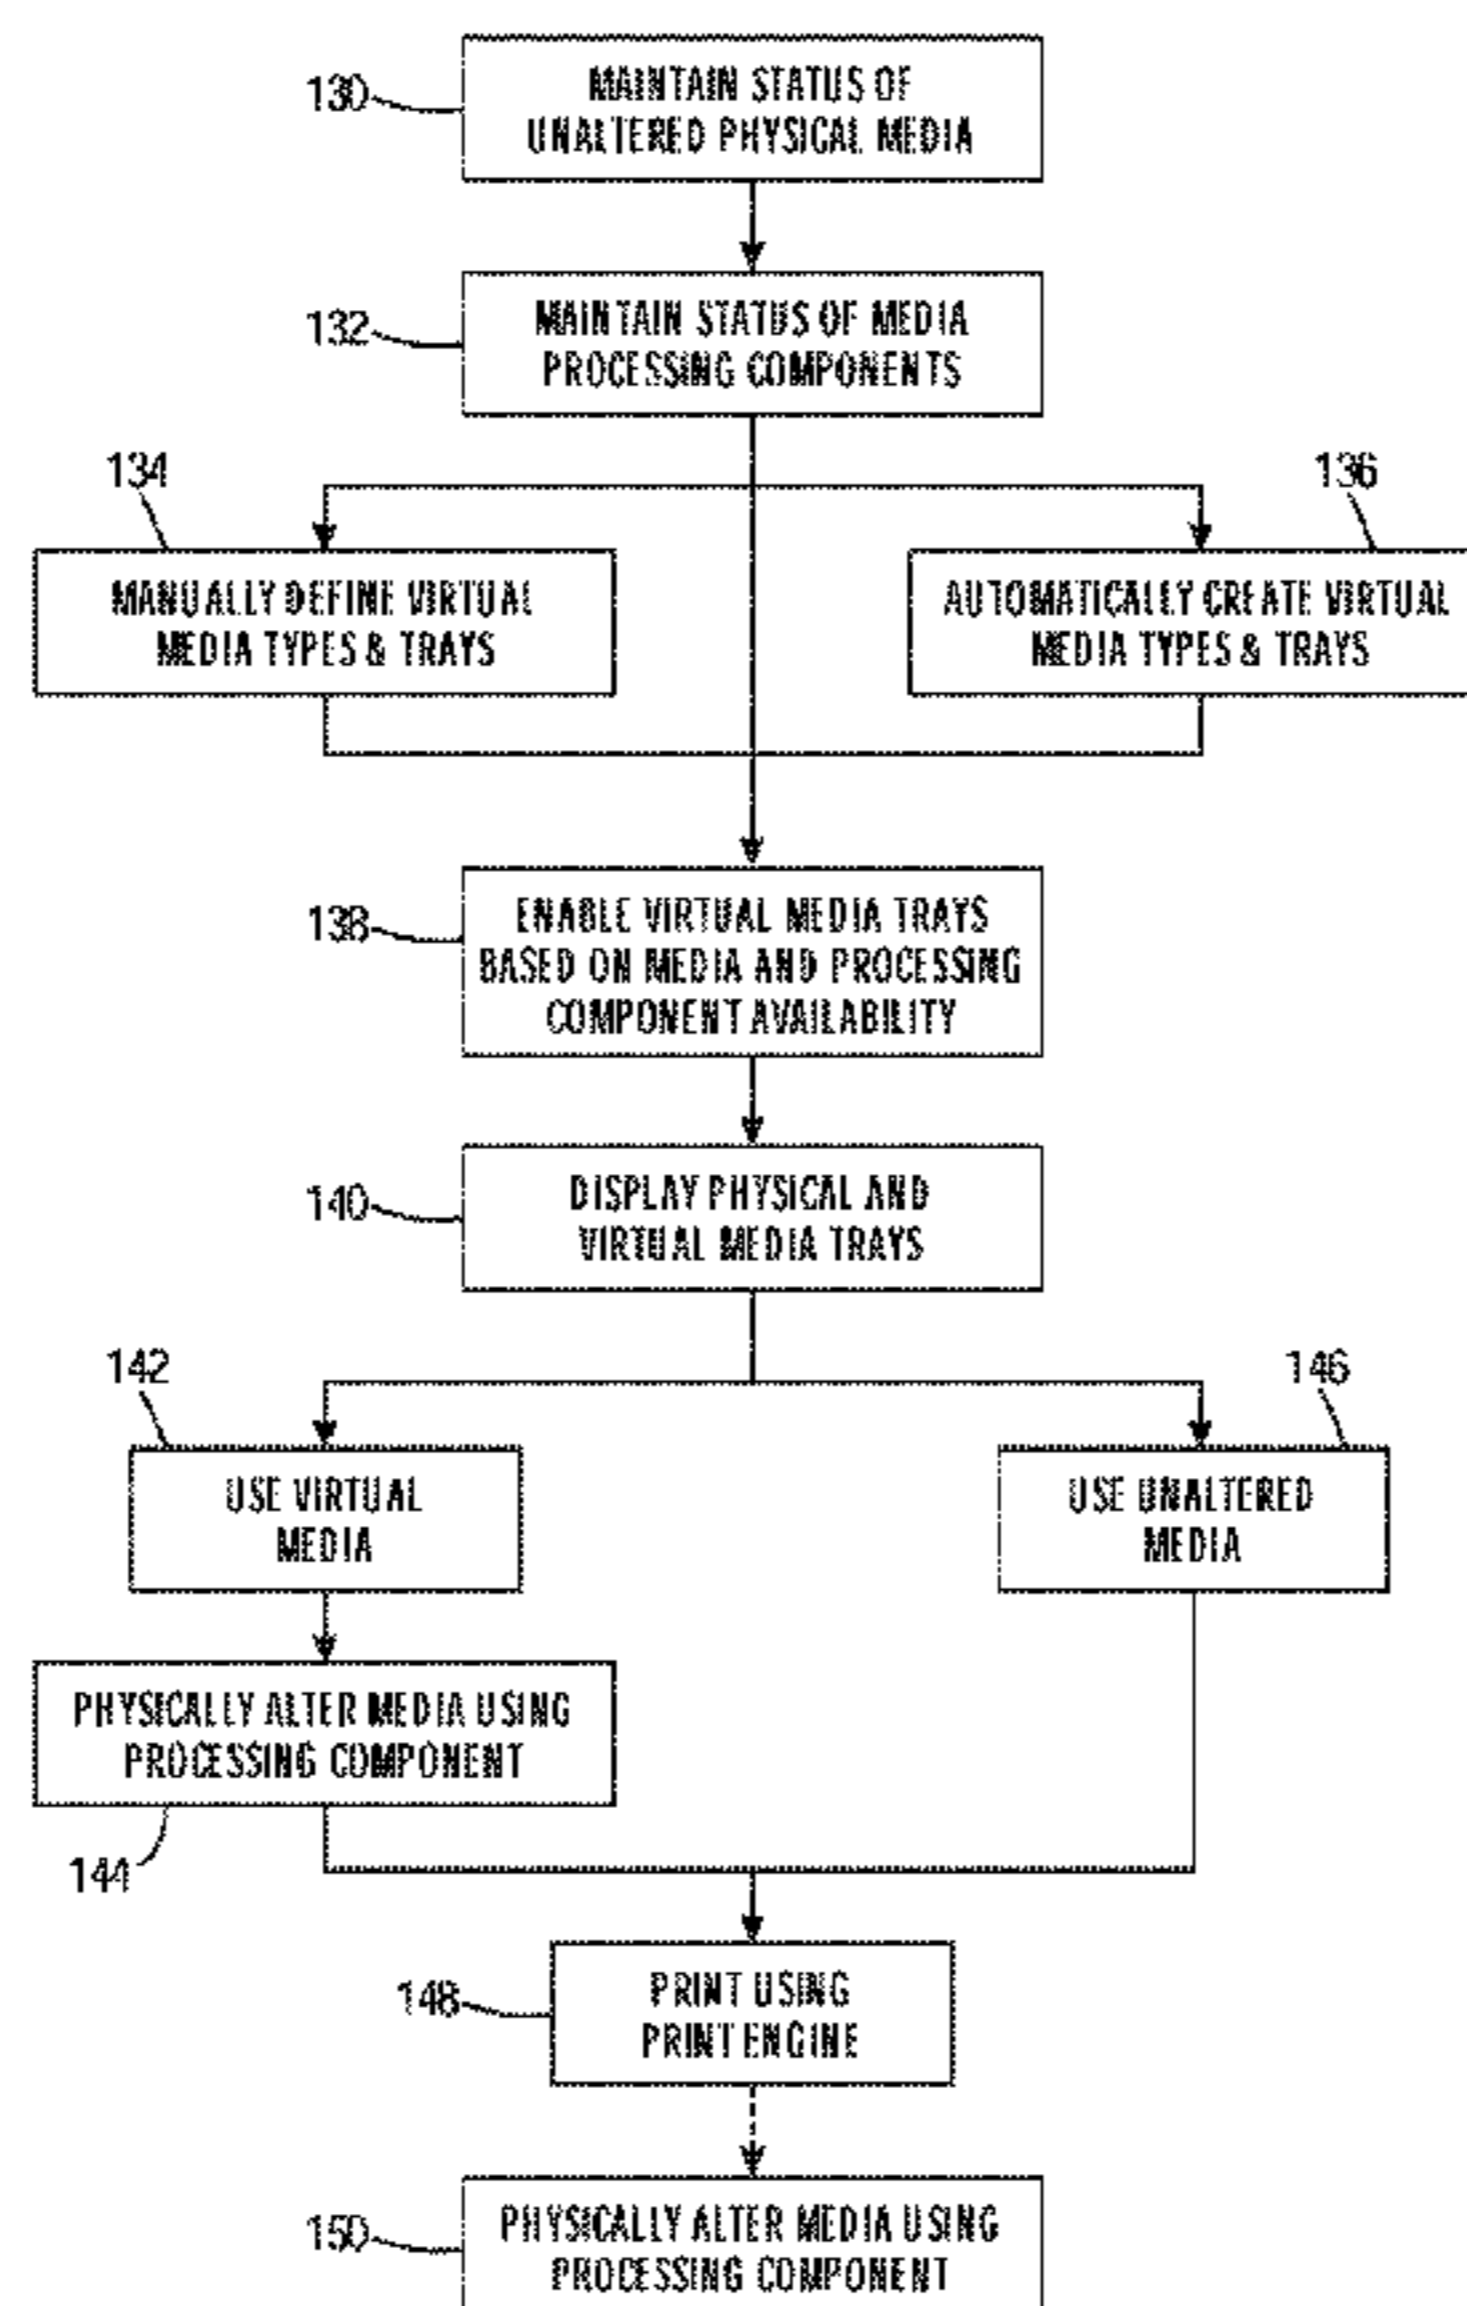 130
MAINTAIN STATUS OF
UNALTERED PHYSICAL MEDIA
132
MAINTAIN STATUS OF MEDIA
PROCESSING COMPONENTS
134
136
MANUALLY DEFINE VIRTUAL
MEDIA TYPES & TRAYS
AUTOMATICALLY CREATE VIRTUAL
MEDIA TYPES & TRAYS
138
ENABLE VIRTUAL MEDIA TRAYS
BASED ON MEDIA AND PROCESSING
COMPONENT AVAILABILITY
140
DISPLAY PHYSICAL AND
VIRTUAL MEDIA TRAYS
142
146
USE VIRTUAL
MEDIA
USE UNALTERED
MEDIA
PHYSICALLY ALTER MEDIA USING
PROCESSING COMPONENT
144
148
PRINT USING
PRINT ENGINE
150
PHYSICALLY ALTER MEDIA USING
PROCESSING COMPONENT